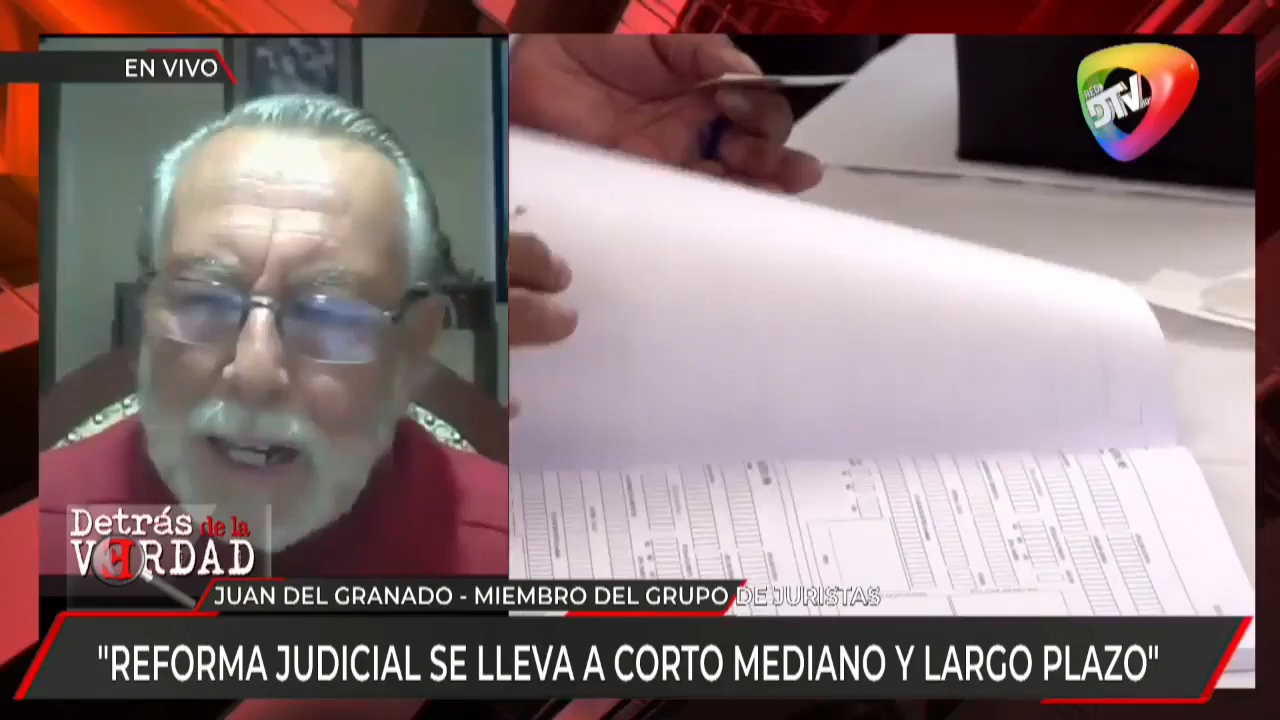 EN VIVO
RED DTV
Detrás de la
VERDAD
JUAN DEL GRANADO - MIEMBRO DEL GRUPO DE JURISTAS
"REFORMA JUDICIAL SE LLEVA A CORTO MEDIANO Y LARGO PLAZO"